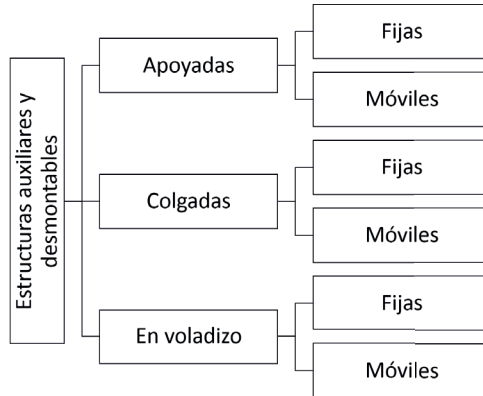 Estructuras auxiliares y
desmontables
Apoyadas
Fijas
Móviles
Colgadas
Fijas
Móviles
En voladizo
Fijas
Móviles